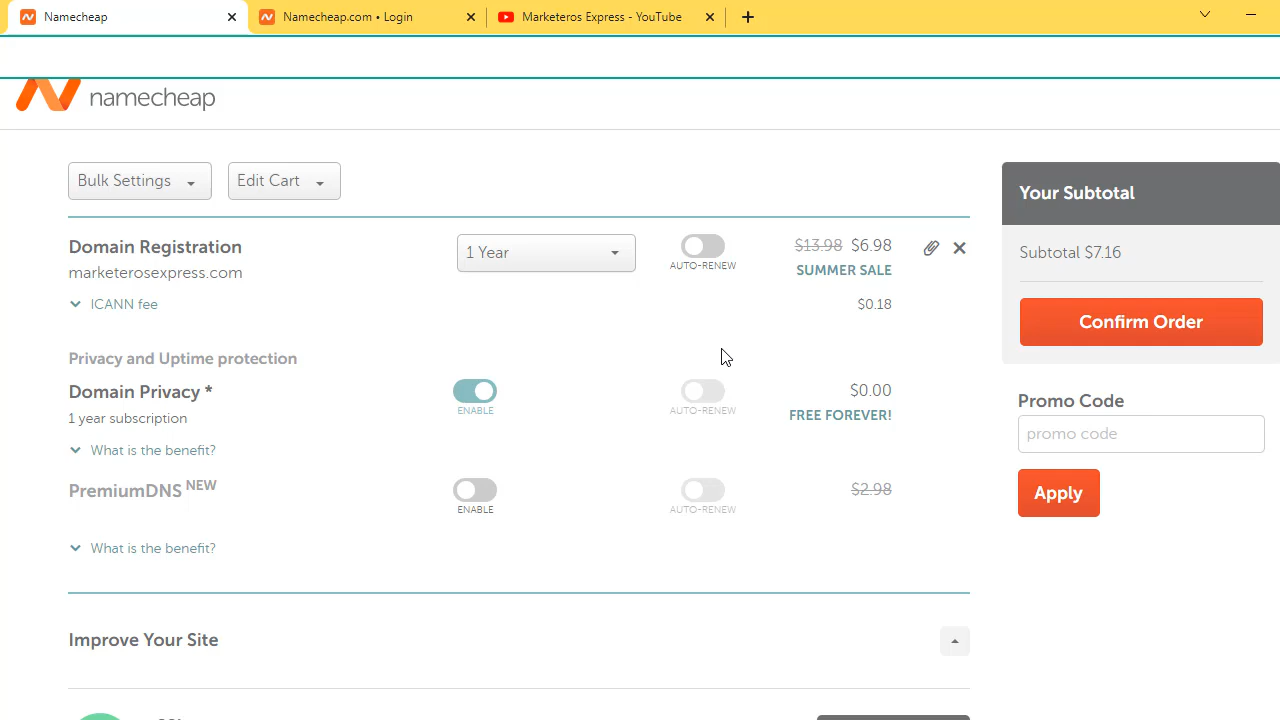 Namecheap
Namecheap.com • Login
Marketeros Express - YouTube
namecheap
Bulk Settings
Edit Cart
Your Subtotal
Domain Registration
1 Year
AUTO-RENEW
$13.98 $6.98
marketerosexpress.com
SUMMER SALE
Subtotal $7.16
ICANN fee
$0.18
Confirm Order
Privacy and Uptime protection
Domain Privacy *
ENABLE
AUTO-RENEW
$0.00
1 year subscription
FREE FOREVER!
Promo Code
promo code
What is the benefit?
PremiumDNS NEW
ENABLE
AUTO-RENEW
$2.98
Apply
What is the benefit?
Improve Your Site